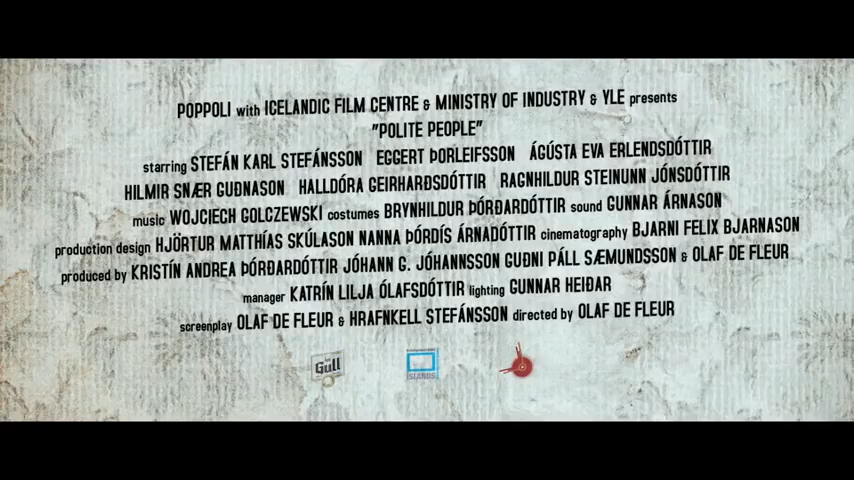 POPPOLI with ICELANDIC FILM CENTRE & MINISTRY OF INDUSTRY & YLE presents
"POLITE PEOPLE"
starring STEFÁN KARL STEFÁNSSON EGGERT ÞORLEIFSSON ÁGÚSTA EVA ERLENDSDÓTTIR
HILMIR SNÆR GUÐNASON HALLDÓRA GEIRHARÐSDÓTTIR RAGNHILDUR STEINUNN JÓNSDÓTTIR
music WOJCIECH GOLCZEWSKI costumes BRYNHILDUR ÞÓRÐARDÓTTIR sound GUNNAR ÁRNASON
production design HJÖRTUR MATTHÍAS SKÚLASON NANNA ÞÓRDÍS ÁRNADÓTTIR cinematography BJARNI FELIX BJARNASON
produced by KRISTÍN ANDREA ÞÓRÐARDÓTTIR JÓHANN G. JÓHANNSSON GUÐNI PÁLL SÆMUNDSSON & OLAF DE FLEUR
manager KATRÍN LILJA ÓLAFSDÓTTIR lighting GUNNAR HEIÐAR
screenplay OLAF DE FLEUR & HRAFNKELL STEFÁNSSON directed by OLAF DE FLEUR
Gull